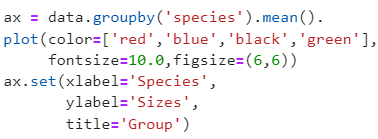 ax = data.groupby('species').mean().
plot(color=['red','blue','black','green'],
fontsize=10.0,figsize=(6,6))
ax.set(xlabel='Species',
ylabel='Sizes',
title='Group')